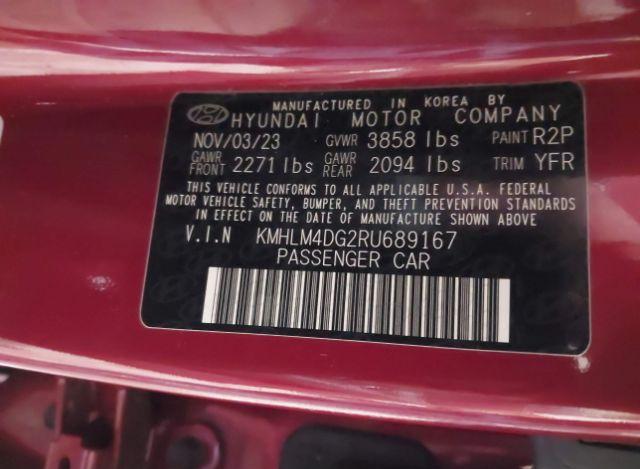 MANUFACTURED IN KOREA BY
HYUNDAI MOTOR COMPANY
NOV/03/23 GVWR 3858 lbs PAINT R2P
GAWR FRONT 2271 lbs GAWR REAR 2094 lbs TRIM YFR
THIS VEHICLE CONFORMS TO ALL APPLICABLE U.S.A. FEDERAL
MOTOR VEHICLE SAFETY, BUMPER, AND THEFT PREVENTION STANDARDS
IN EFFECT ON THE DATE OF MANUFACTURE SHOWN ABOVE
V.I.N KMHLM4DG2RU689167
PASSENGER CAR